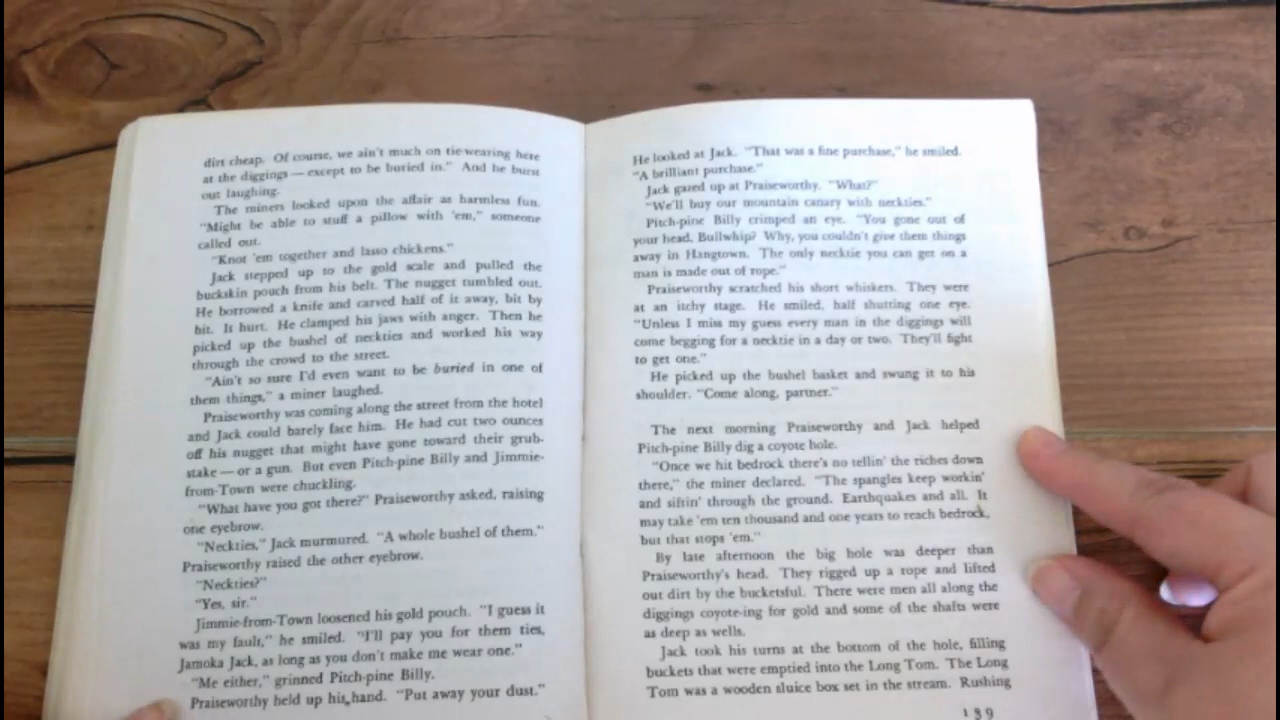 dirt cheap. Of course, we ain't much on tie-wearing here
at the diggings — except to be buried in." And he burst
out laughing.
The miners looked upon the affair as harmless fun.
"Might be able to stuff a pillow with 'em," someone
called out.
"Knot 'em together and lasso chickens."
Jack stepped up to the gold scale and pulled the
buckskin pouch from his belt. The nugget tumbled out.
He borrowed a knife and carved half of it away, bit by
bit. It hurt. He clamped his jaws with anger. Then he
picked up the bushel of neckties and worked his way
through the crowd to the street.
"Ain't so sure I'd even want to be buried in one of
them things," a miner laughed.
Praiseworthy was coming along the street from the hotel
and Jack could barely face him. He had cut two ounces
off his nugget that might have gone toward their grub-
stake — or a gun. But even Pitch-pine Billy and Jimmie-
from-Town were chuckling.
"What have you got there?" Praiseworthy asked, raising
one eyebrow.
"Neckties," Jack murmured. "A whole bushel of them."
Praiseworthy raised the other eyebrow.
"Neckties?"
"Yes, sir."
Jimmie-from-Town loosened his gold pouch. "I guess it
was my fault," he smiled. "I'll pay you for them ties,
Jamoka Jack, as long as you don't make me wear one."
"Me either," grinned Pitch-pine Billy.
Praiseworthy held up his hand. "Put away your dust."
He looked at Jack. "That was a fine purchase," he smiled.
"A brilliant purchase."
Jack gazed up at Praiseworthy. "What?"
"We'll buy our mountain canary with neckties."
Pitch-pine Billy crimped an eye. "You gone out of
your head, Bullwhip? Why, you couldn't give them things
away in Hangtown. The only necktie you can get on a
man is made out of rope."
Praiseworthy scratched his short whiskers. They were
at an itchy stage. He smiled, half shutting one eye.
"Unless I miss my guess every man in the diggings will
come begging for a necktie in a day or two. They'll fight
to get one."
He picked up the bushel basket and swung it to his
shoulder. "Come along, partner."
The next morning Praiseworthy and Jack helped
Pitch-pine Billy dig a coyote hole.
"Once we hit bedrock there's no tellin' the riches down
there," the miner declared. "The spangles keep workin'
and siftin' through the ground. Earthquakes and all. It
may take 'em ten thousand and one years to reach bedrock,
but that stops 'em."
By late afternoon the big hole was deeper than
Praiseworthy's head. They rigged up a rope and lifted
out dirt by the bucketsful. There were men all along the
diggings coyote-ing for gold and some of the shafts were
as deep as wells.
Jack took his turns at the bottom of the hole, filling
buckets that were emptied into the Long Tom. The Long
Tom was a wooden sluice box set in the stream. Rushing
139